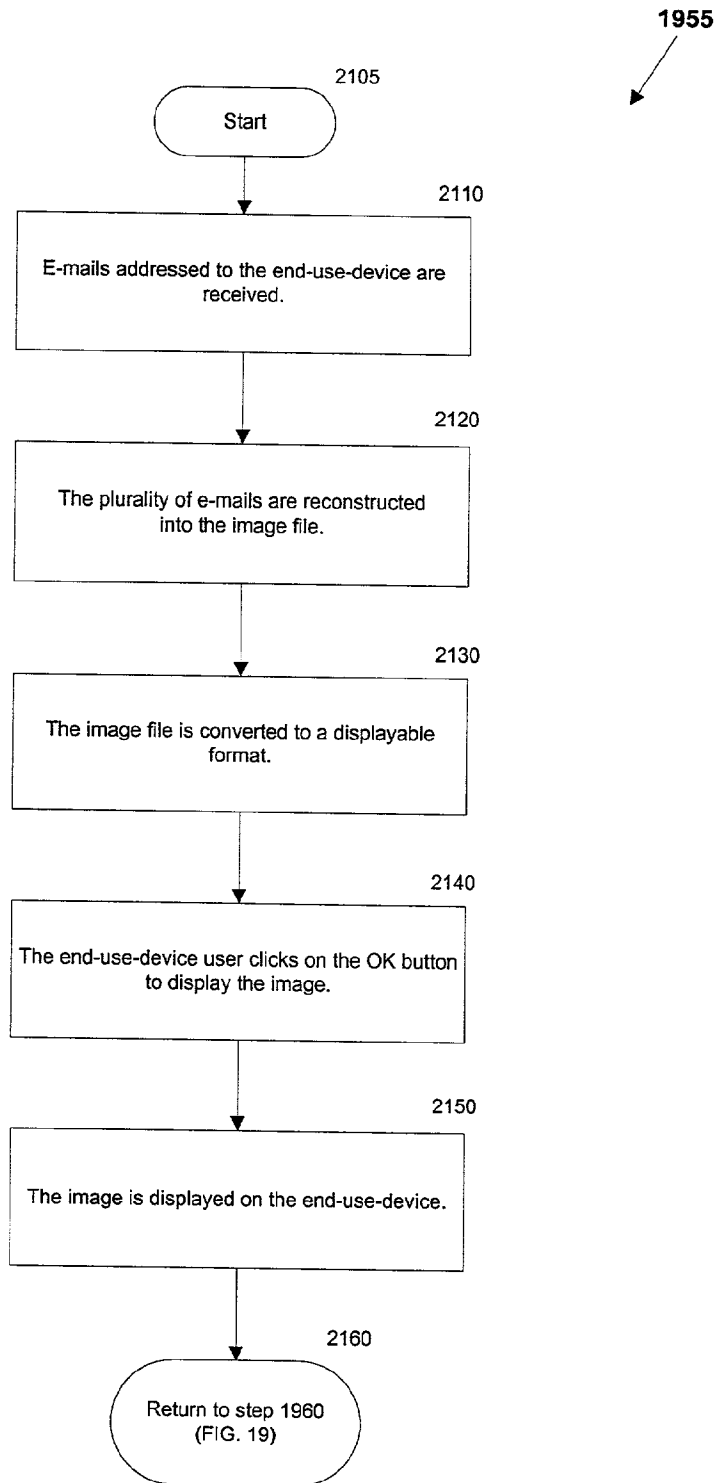 1955
2105
Start
2110
E-mails addressed to the end-use-device are
received.
2120
The plurality of e-mails are reconstructed
into the image file.
2130
The image file is converted to a displayable
format.
2140
The end-use-device user clicks on the OK button
to display the image.
2150
The image is displayed on the end-use-device.
2160
Return to step 1960
(FIG. 19)